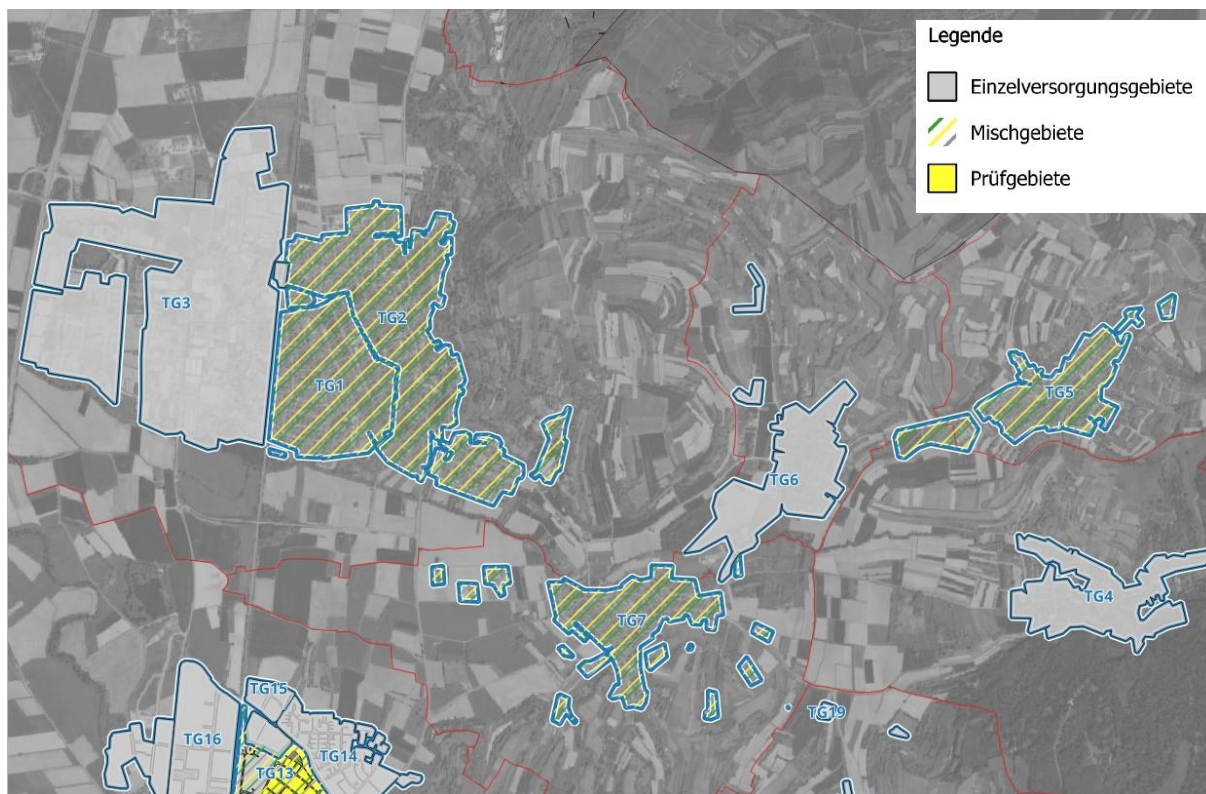 Legende
Einzelversorgungsgebiete
Mischgebiete
Prüfgebiete
TG3
TG2
TG1
TG5
TG6
TG4
TG7
TG19
TG15
TG16
TG14
TG13